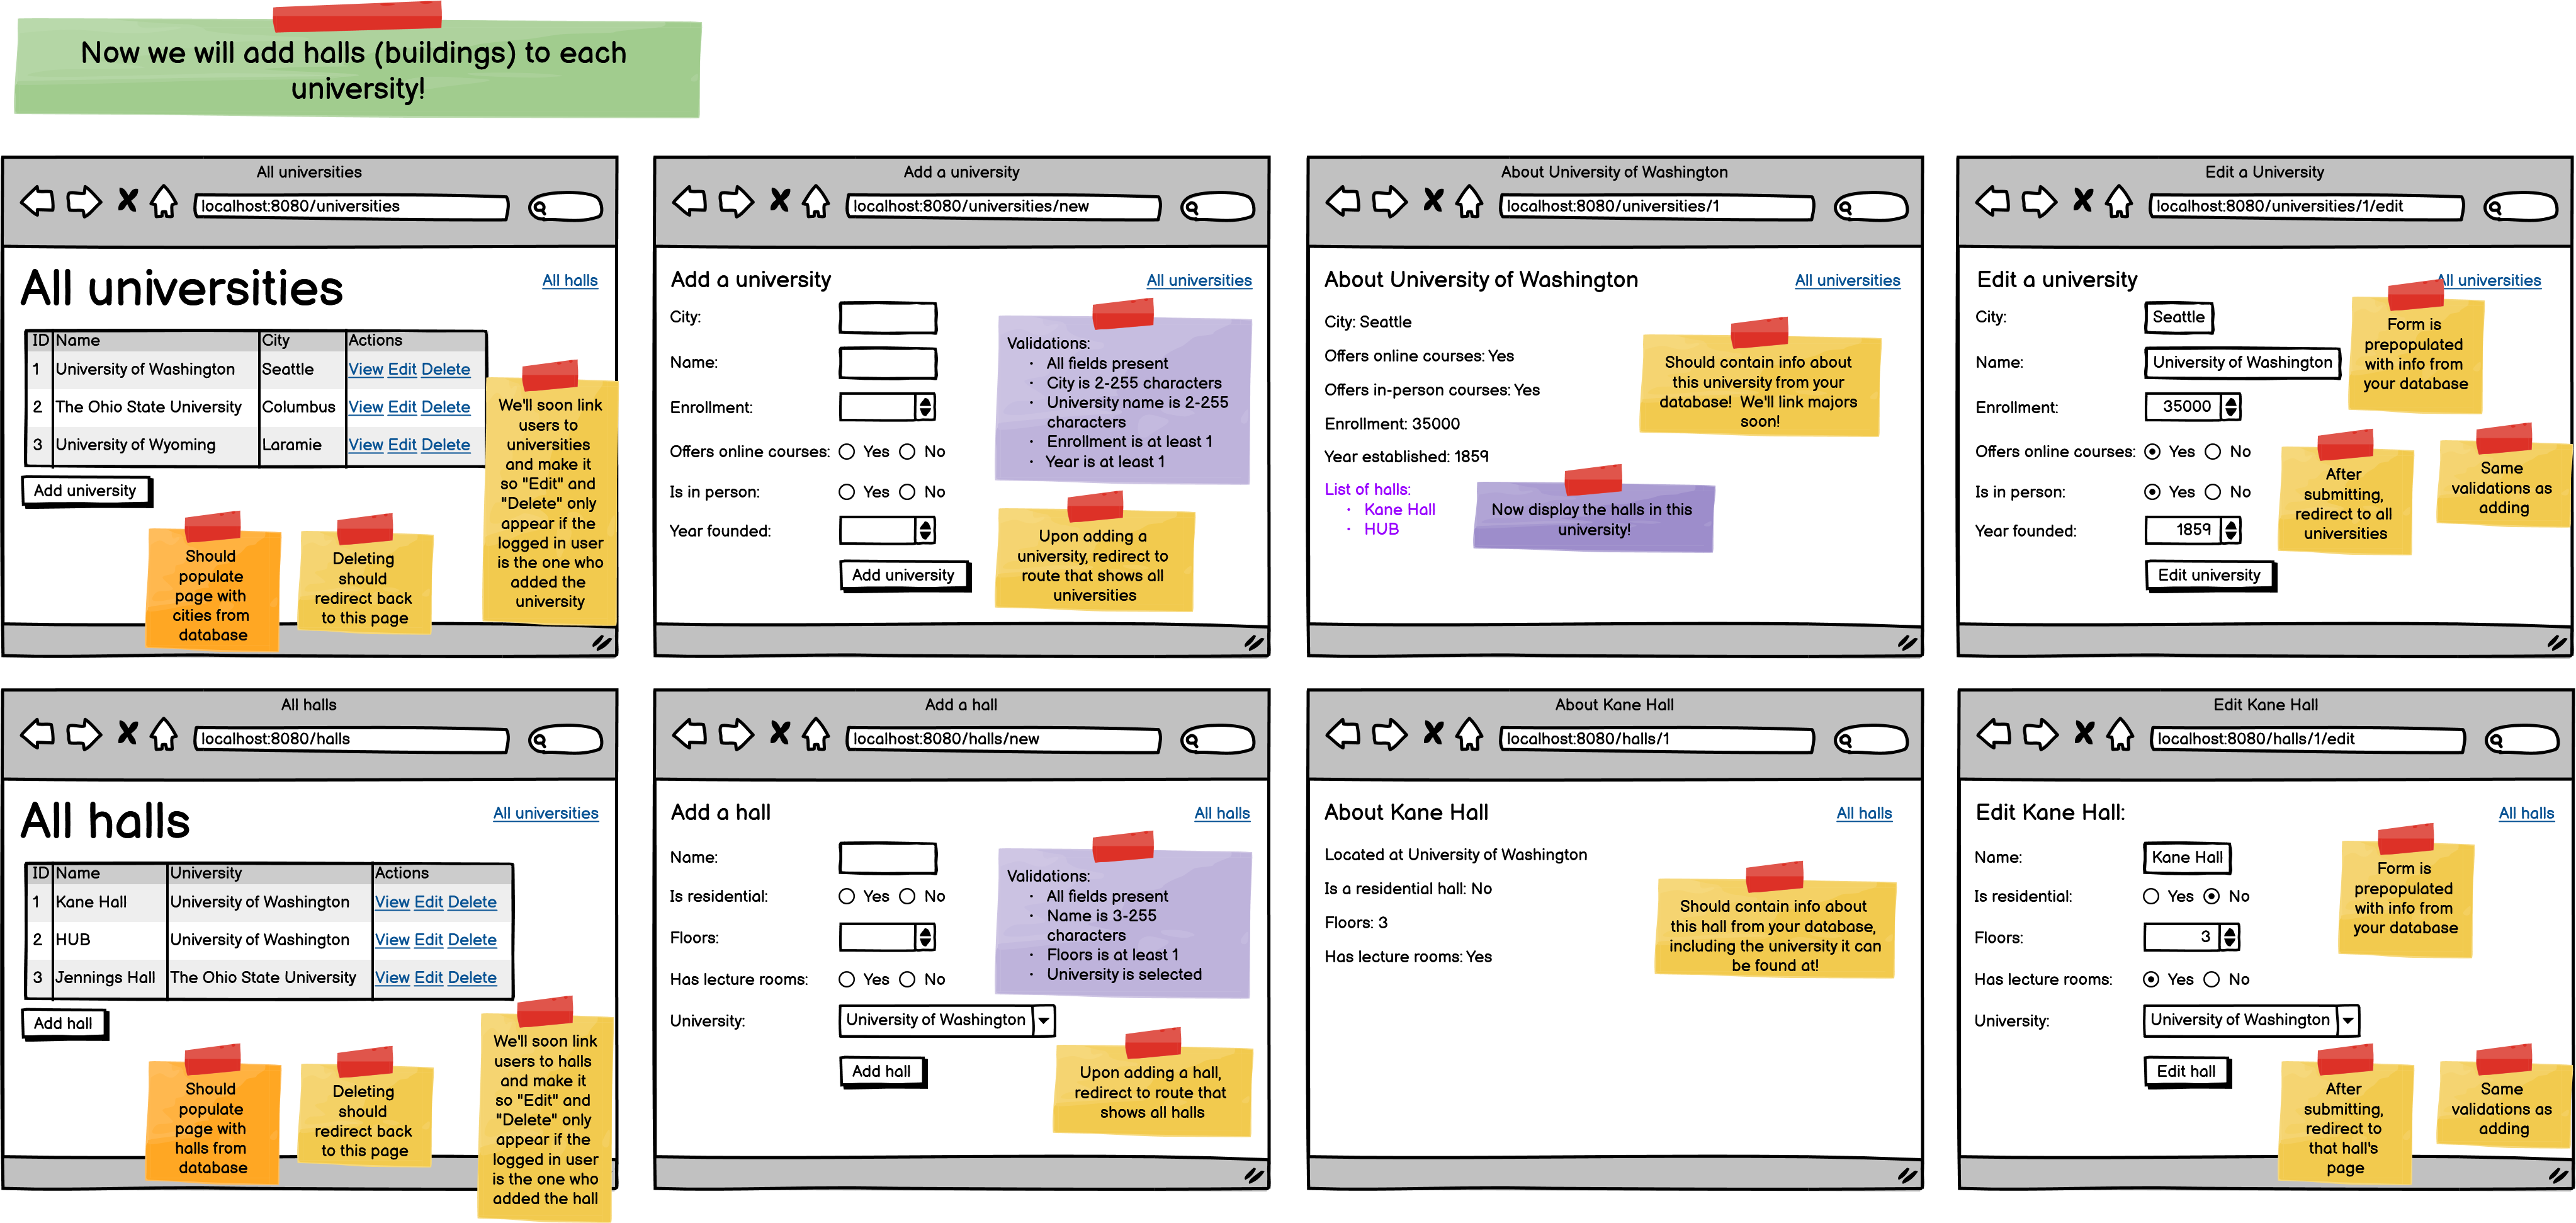 Now we will add halls (buildings) to each
university!
All universities
localhost:8080/universities
All universities
All halls
ID Name City Actions
1 University of Washington Seattle View Edit Delete
2 The Ohio State University Columbus View Edit Delete
3 University of Wyoming Laramie View Edit Delete
Add university
Should
populate
page with
cities from
database
Deleting
should
redirect back
to this page
We'll soon link
users to
universities
and make it
so "Edit" and
"Delete" only
appear if the
logged in user
is the one who
added the
university
Add a university
localhost:8080/universities/new
Add a university
All universities
City:
Name:
Enrollment:
Offers online courses: Yes No
Is in person: Yes No
Year founded:
Add university
Validations:
· All fields present
· City is 2-255 characters
· University name is 2-255
characters
· Enrollment is at least 1
· Year is at least 1
Upon adding a
university, redirect to
route that shows all
universities
About University of Washington
localhost:8080/universities/1
About University of Washington
All universities
City: Seattle
Offers online courses: Yes
Offers in-person courses: Yes
Enrollment: 35000
Year established: 1859
List of halls:
· Kane Hall
· HUB
Should contain info about
this university from your
database! We'll link majors
soon!
Now display the halls in this
university!
Edit a University
localhost:8080/universities/1/edit
Edit a university
All universities
City: Seattle
Name: University of Washington
Enrollment: 35000
Offers online courses: Yes No
Is in person: Yes No
Year founded: 1859
Edit university
Form is
prepopulated
with info from
your database
After
submitting,
redirect to all
universities
Same
validations as
adding
All halls
localhost:8080/halls
All halls
All universities
ID Name University Actions
1 Kane Hall University of Washington View Edit Delete
2 HUB University of Washington View Edit Delete
3 Jennings Hall The Ohio State University View Edit Delete
Add hall
Should
populate
page with
halls from
database
Deleting
should
redirect back
to this page
We'll soon link
users to halls
and make it
so "Edit" and
"Delete" only
appear if the
logged in user
is the one who
added the hall
Add a hall
localhost:8080/halls/new
Add a hall
All halls
Name:
Is residential: Yes No
Floors:
Has lecture rooms: Yes No
University: University of Washington
Add hall
Validations:
· All fields present
· Name is 3-255
characters
· Floors is at least 1
· University is selected
Upon adding a hall,
redirect to route that
shows all halls
About Kane Hall
localhost:8080/halls/1
About Kane Hall
All halls
Located at University of Washington
Is a residential hall: No
Floors: 3
Has lecture rooms: Yes
Should contain info about
this hall from your database,
including the university it can
be found at!
Edit Kane Hall
localhost:8080/halls/1/edit
Edit Kane Hall:
All halls
Name: Kane Hall
Is residential: Yes No
Floors: 3
Has lecture rooms: Yes No
University: University of Washington
Edit hall
Form is
prepopulated
with info from
your database
After
submitting,
redirect to
that hall's
page
Same
validations as
adding